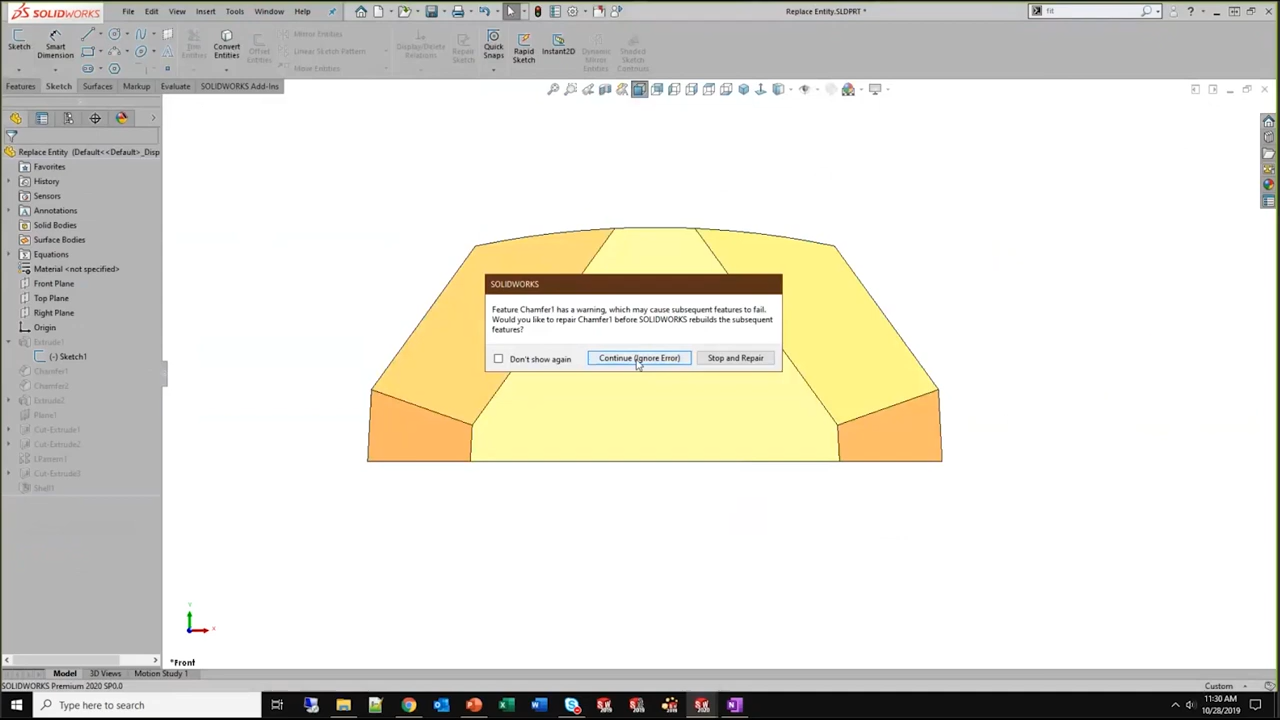 SOLIDWORKS
File Edit View Insert Tools Window Help
Replace Entity.SLDPRT *
fit
Sketch
Smart Dimension
Trim Entities
Convert Entities
Offset Entities
Mirror Entities
Linear Sketch Pattern
Move Entities
Display/Delete Relations
Repair Sketch
Quick Snaps
Rapid Sketch
Instant2D
Shaded Sketch Contours
Features Sketch Surfaces Markup Evaluate SOLIDWORKS Add-Ins
Replace Entity (Default<<Default>_Disp
Favorites
History
Sensors
Annotations
Solid Bodies
Surface Bodies
Equations
Material <not specified>
Front Plane
Top Plane
Right Plane
Origin
Extrude1
(-) Sketch1
Chamfer1
Chamfer2
Extrude2
Plane1
Cut-Extrude1
Cut-Extrude2
LPattern1
Cut-Extrude3
Shell1
SOLIDWORKS
Feature Chamfer1 has a warning, which may cause subsequent features to fail.
Would you like to repair Chamfer1 before SOLIDWORKS rebuilds the subsequent
features?
Don't show again
Continue (Ignore Error)
Stop and Repair
Y
X
*Front
Model 3D Views Motion Study 1
SOLIDWORKS Premium 2020 SP0.0
Custom
Type here to search
11:30 AM
10/28/2019